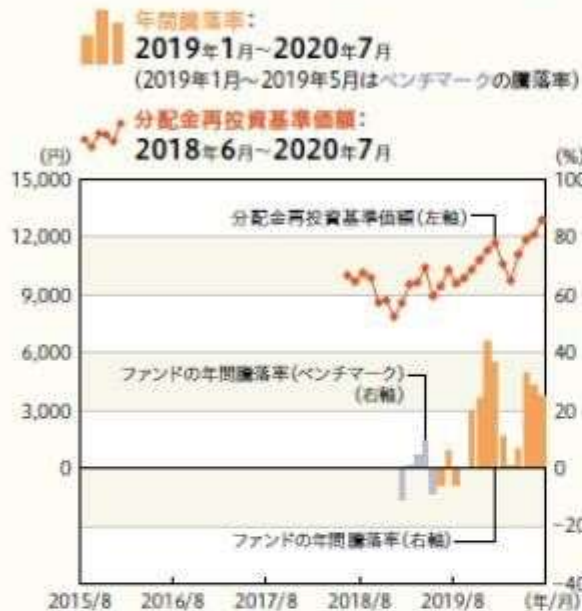 年間騰落率：
2019年1月～2020年7月
(2019年1月～2019年5月はベンチマークの騰落率)
分配金再投資基準価額：
2018年6月～2020年7月
(円)
(%)
15,000
100
分配金再投資基準価額(左軸)
12,000
80
9,000
60
6,000
40
ファンドの年間騰落率(ベンチマーク)
(右軸)
3,000
20
0
0
-20
ファンドの年間騰落率(右軸)
-40
2015/8 2016/8 2017/8 2018/8 2019/8 (年/月)